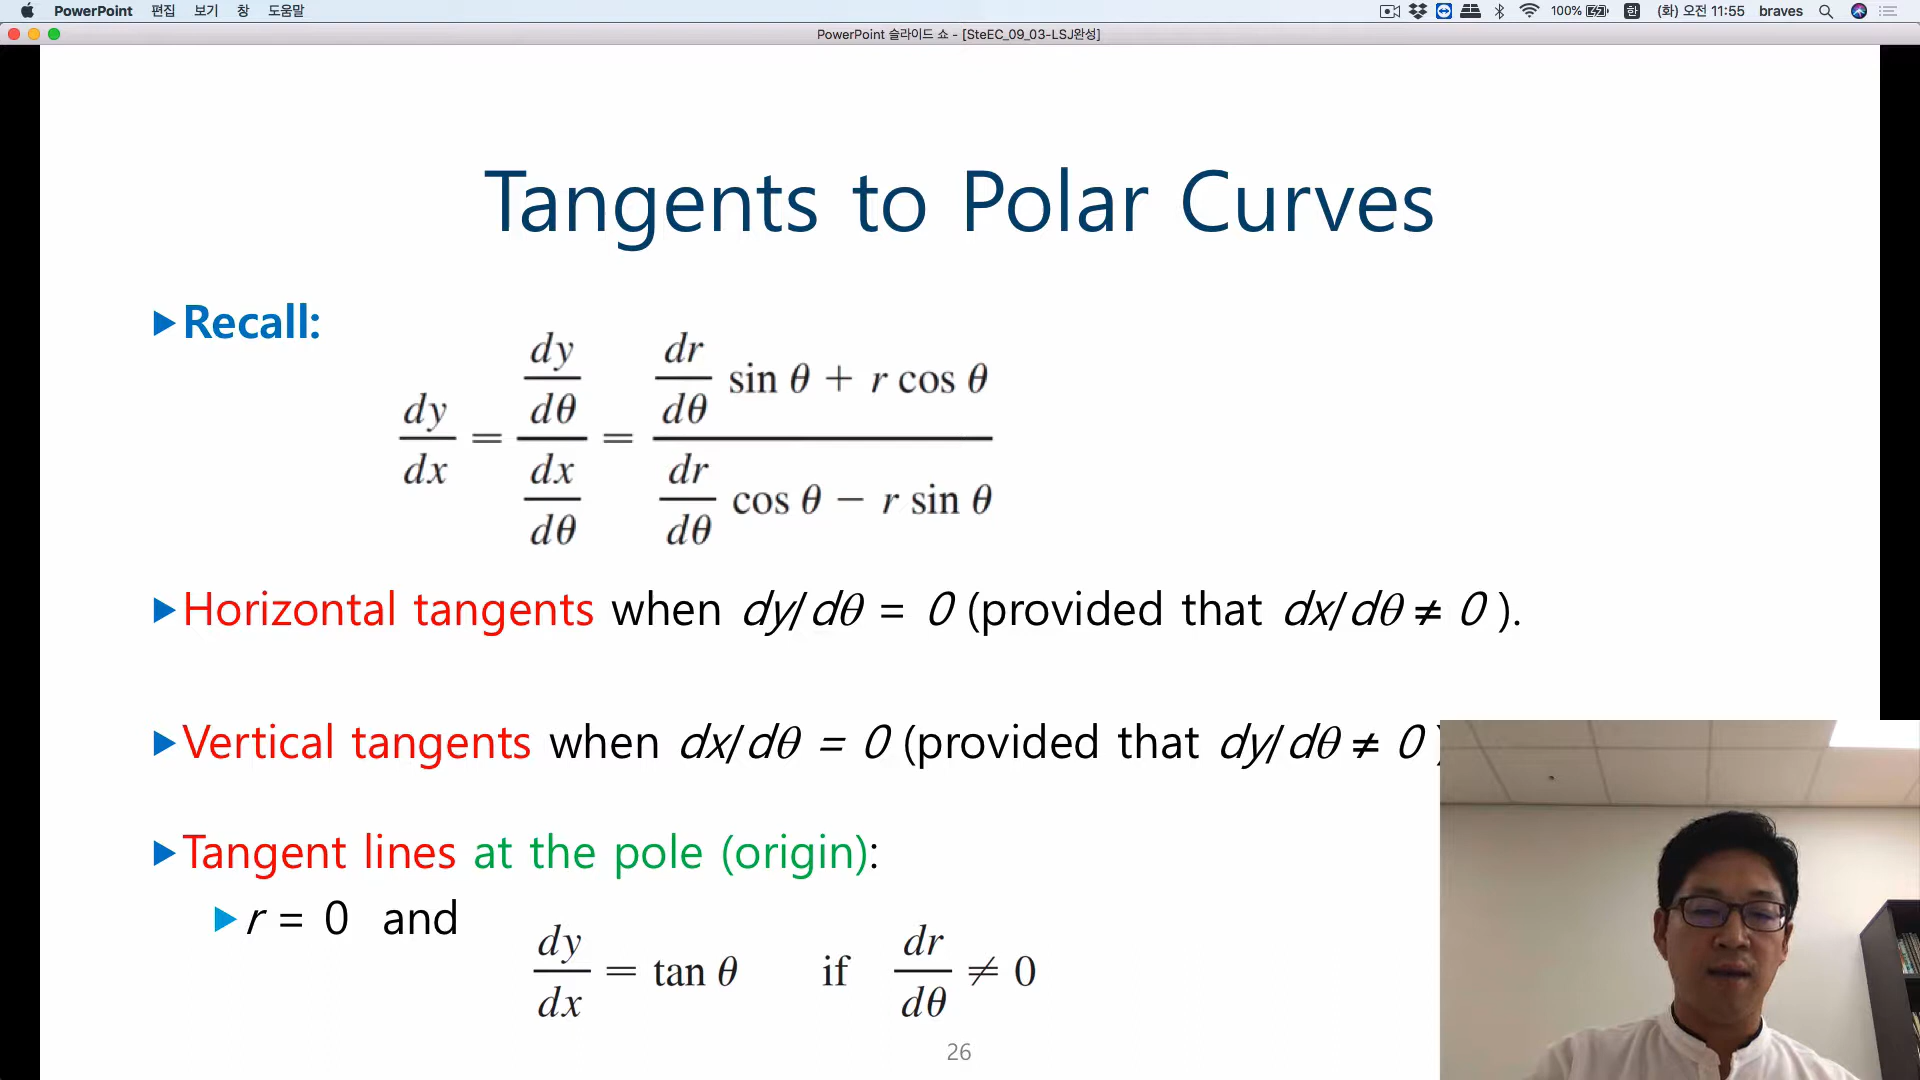 PowerPoint 편집 보기 창 도움말 100% 한 (화) 오전 11:55 braves
PowerPoint 슬라이드 쇼 - [SteEC_09_03-LSJ완성]
Tangents to Polar Curves
Recall:
dy/dx = (dy/dθ)/(dx/dθ) = (dr/dθ sin θ + r cos θ)/(dr/dθ cos θ − r sin θ)
Horizontal tangents when dy/dθ = 0 (provided that dx/dθ ≠ 0 ).
Vertical tangents when dx/dθ = 0 (provided that dy/dθ ≠ 0 )
Tangent lines at the pole (origin):
r = 0 and
dy/dx = tan θ if dr/dθ ≠ 0
26